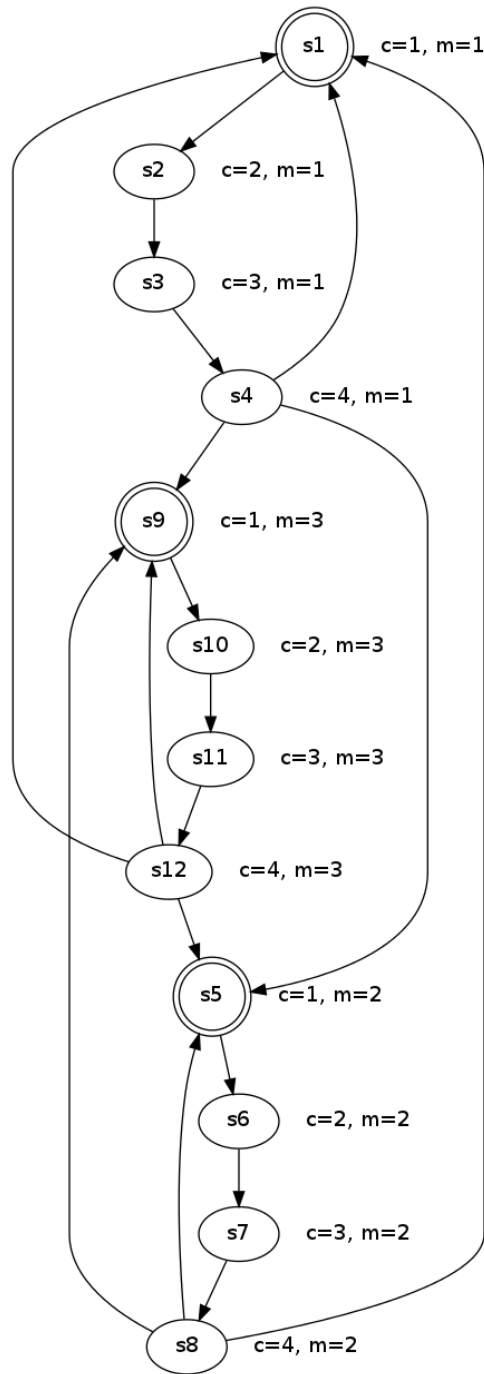 s1 c=1, m=1
s2 c=2, m=1
s3 c=3, m=1
s4 c=4, m=1
s9 c=1, m=3
s10 c=2, m=3
s11 c=3, m=3
s12 c=4, m=3
s5 c=1, m=2
s6 c=2, m=2
s7 c=3, m=2
s8 c=4, m=2